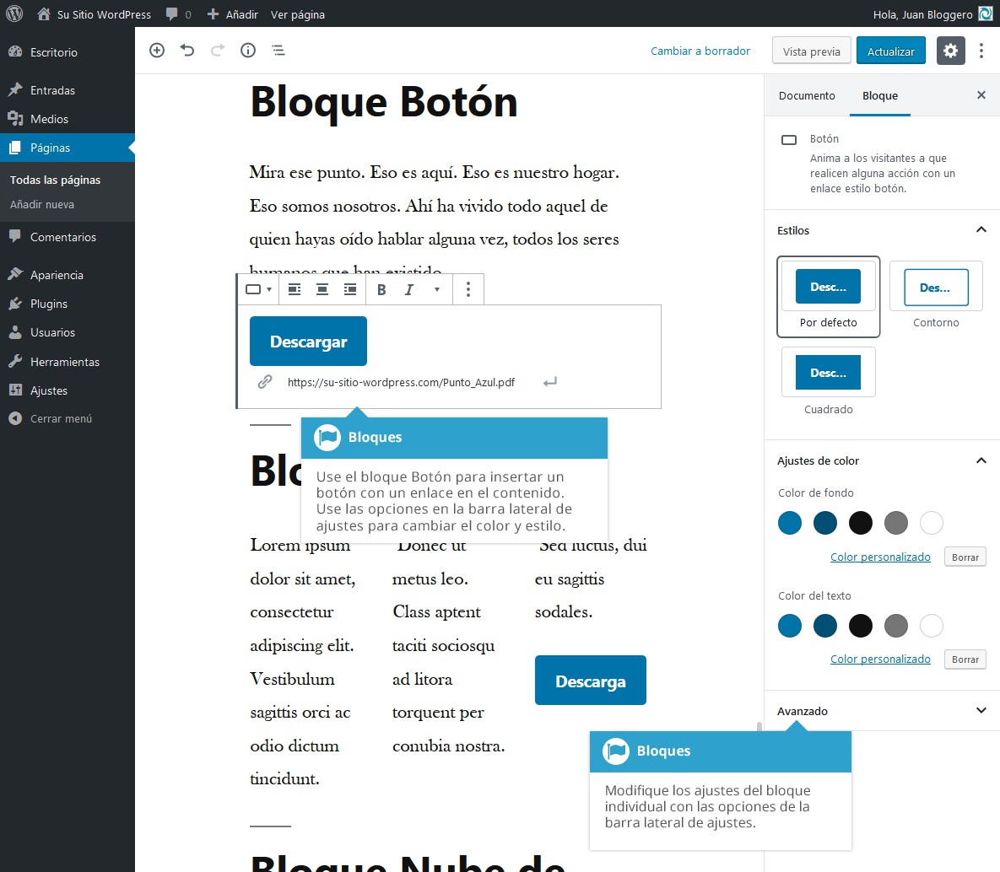 Su Sitio WordPress
0
Añadir
Ver página
Hola, Juan Bloggero
Escritorio
Entradas
Medios
Páginas
Todas las páginas
Añadir nueva
Comentarios
Apariencia
Plugins
Usuarios
Herramientas
Ajustes
Cerrar menú
Cambiar a borrador
Vista previa
Actualizar
Bloque Botón
Mira ese punto. Eso es aquí. Eso es nuestro hogar.
Eso somos nosotros. Ahí ha vivido todo aquel de
quien hayas oído hablar alguna vez, todos los seres
humanos que han existido
B I
Descargar
https://su-sitio-wordpress.com/Punto_Azul.pdf
Bloques
Use el bloque Botón para insertar un
botón con un enlace en el contenido.
Use las opciones en la barra lateral de
ajustes para cambiar el color y estilo.
Lorem ipsum
dolor sit amet,
consectetur
adipiscing elit.
Vestibulum
sagittis orci ac
odio dictum
tincidunt.
Donec ut
metus leo.
Class aptent
taciti sociosqu
ad litora
torquent per
conubia nostra.
Sed luctus, dui
eu sagittis
sodales.
Descarga
Bloque Nube de
Documento
Bloque
Botón
Anima a los visitantes a que
realicen alguna acción con un
enlace estilo botón.
Estilos
Desc...
Por defecto
Des...
Contorno
Desc...
Cuadrado
Ajustes de color
Color de fondo
Color personalizado
Borrar
Color del texto
Color personalizado
Borrar
Avanzado
Bloques
Modifique los ajustes del bloque
individual con las opciones de la
barra lateral de ajustes.